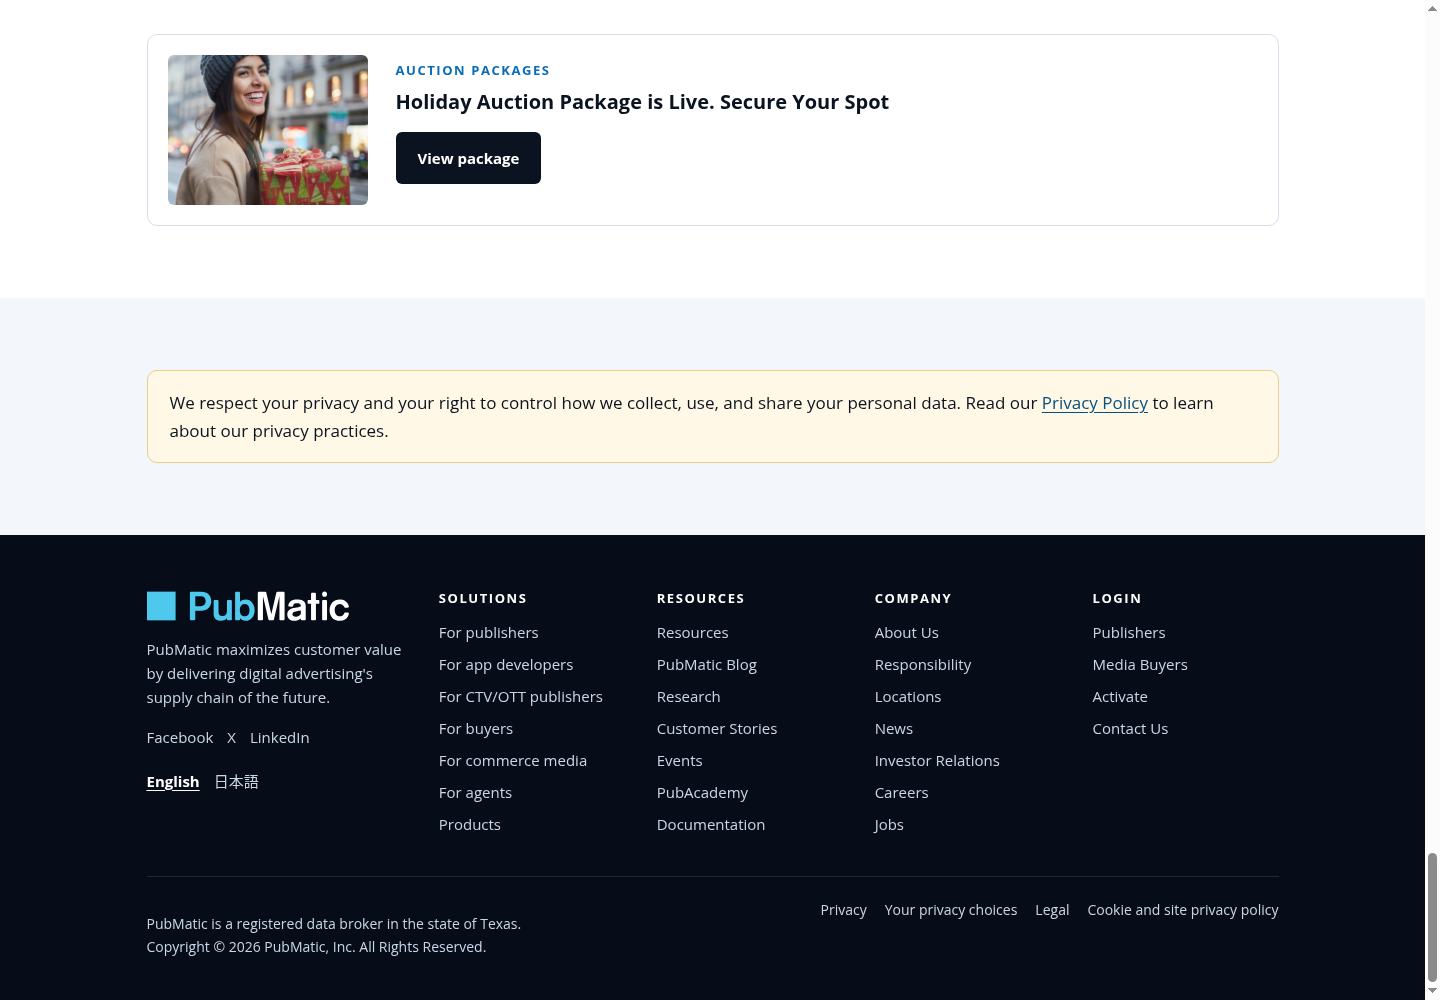 AUCTION PACKAGES
Holiday Auction Package is Live. Secure Your Spot
View package
We respect your privacy and your right to control how we collect, use, and share your personal data. Read our Privacy Policy to learn
about our privacy practices.
PubMatic
PubMatic maximizes customer value
by delivering digital advertising's
supply chain of the future.
Facebook X LinkedIn
English 日本語
SOLUTIONS
For publishers
For app developers
For CTV/OTT publishers
For buyers
For commerce media
For agents
Products
RESOURCES
Resources
PubMatic Blog
Research
Customer Stories
Events
PubAcademy
Documentation
COMPANY
About Us
Responsibility
Locations
News
Investor Relations
Careers
Jobs
LOGIN
Publishers
Media Buyers
Activate
Contact Us
PubMatic is a registered data broker in the state of Texas.
Copyright © 2026 PubMatic, Inc. All Rights Reserved.
Privacy Your privacy choices Legal Cookie and site privacy policy